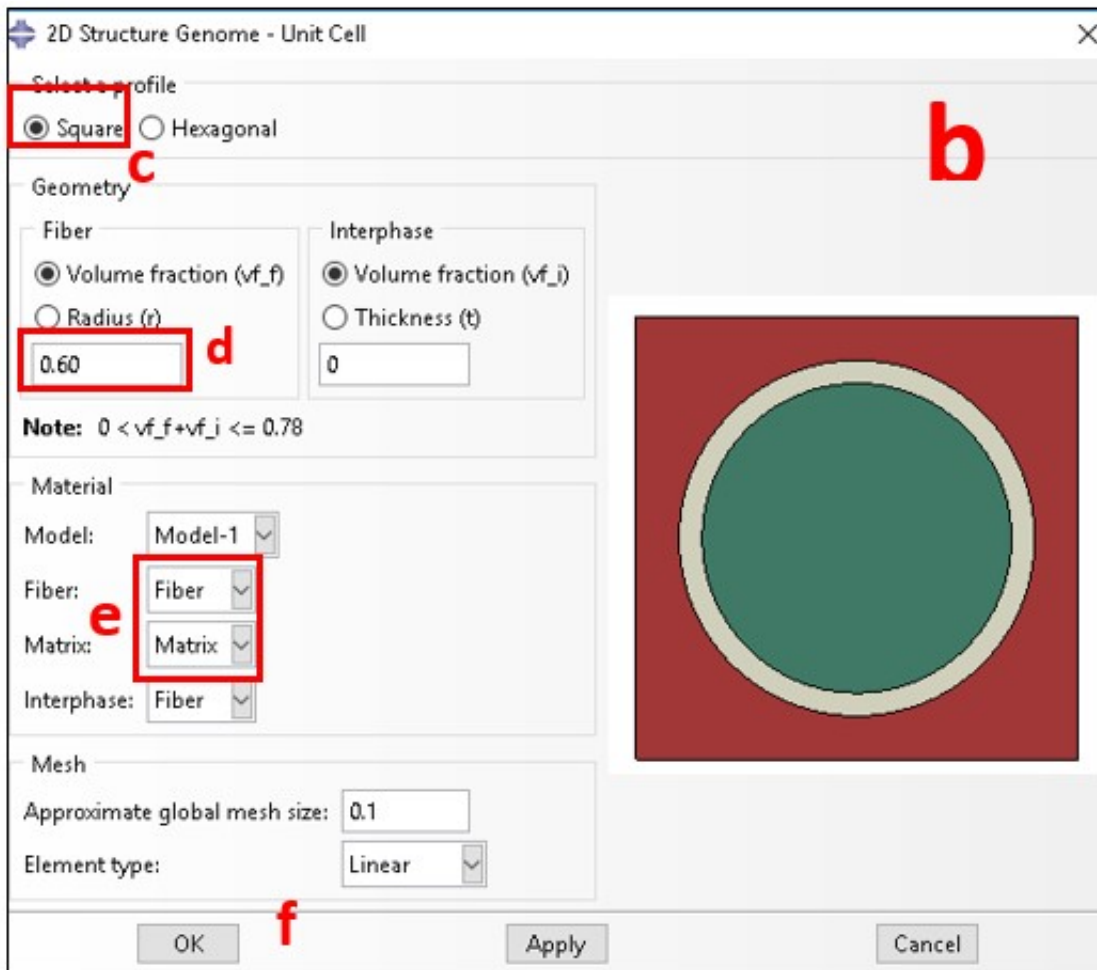 2D Structure Genome - Unit Cell
Select a profile
b
Square Hexagonal
c
Geometry
Fiber Interphase
Volume fraction (vf_f) Volume fraction (vf_i)
Radius (r) Thickness (t)
d
0.60 0
Note: 0 < vf_f+vf_i <= 0.78
Material
Model: Model-1
Fiber: Fiber
e
Matrix: Matrix
Interphase: Fiber
Mesh
Approximate global mesh size: 0.1
Element type: Linear
f
OK Apply Cancel